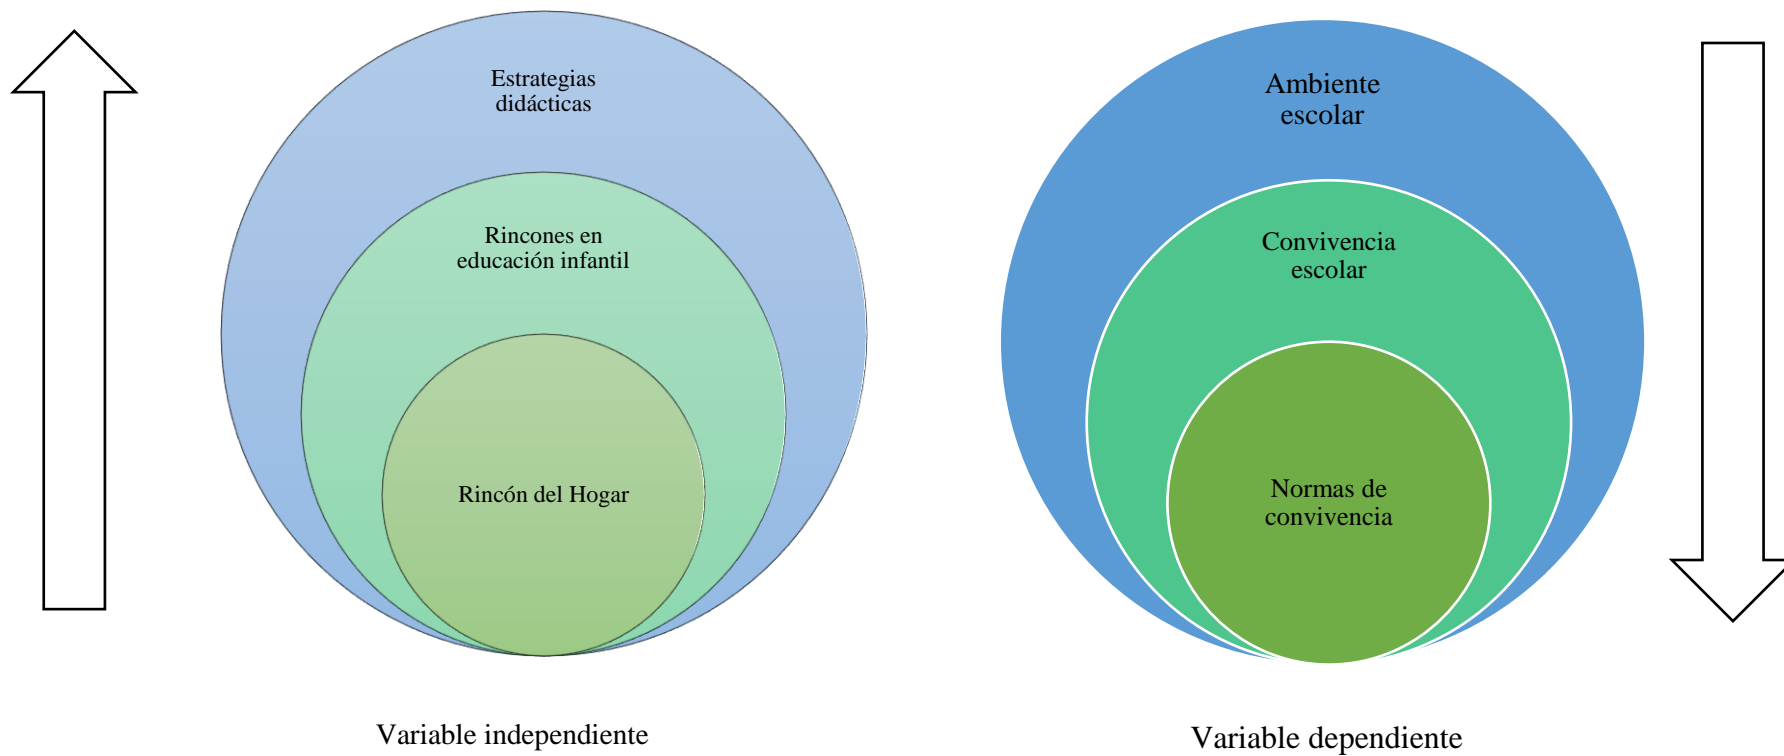 Estrategias
didácticas
Rincones en
educación infantil
Rincón del Hogar
Variable independiente
Ambiente
escolar
Convivencia
escolar
Normas de
convivencia
Variable dependiente